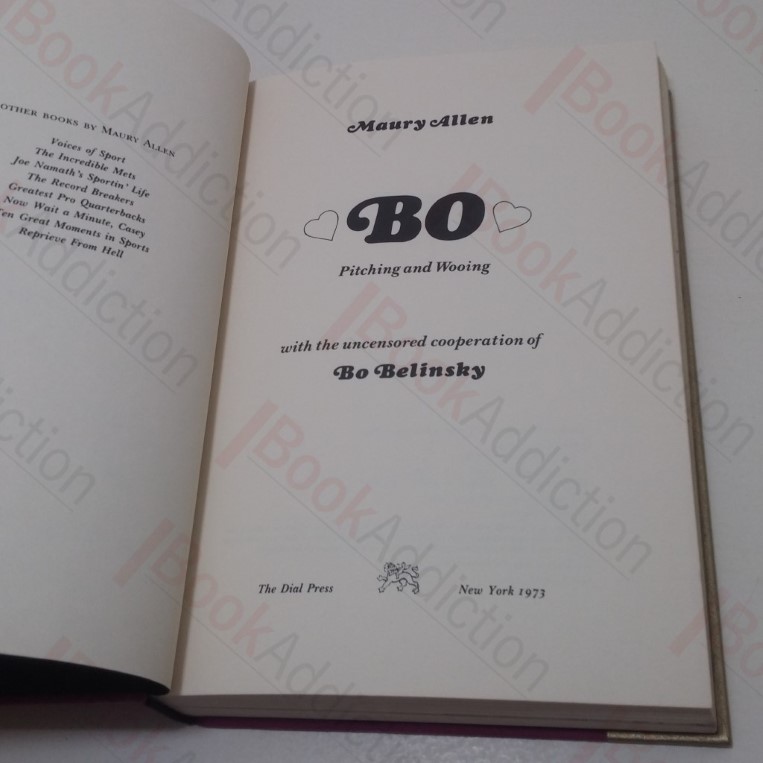 OTHER BOOKS BY MAURY ALLEN
Voices of Sport
The Incredible Mets
Joe Namath's Sportin' Life
The Record Breakers
Greatest Pro Quarterbacks
Now Wait a Minute, Casey
Ten Great Moments in Sports
Reprieve From Hell
Maury Allen
BO
Pitching and Wooing
with the uncensored cooperation of
Bo Belinsky
The Dial Press
New York 1973
BookAddiction